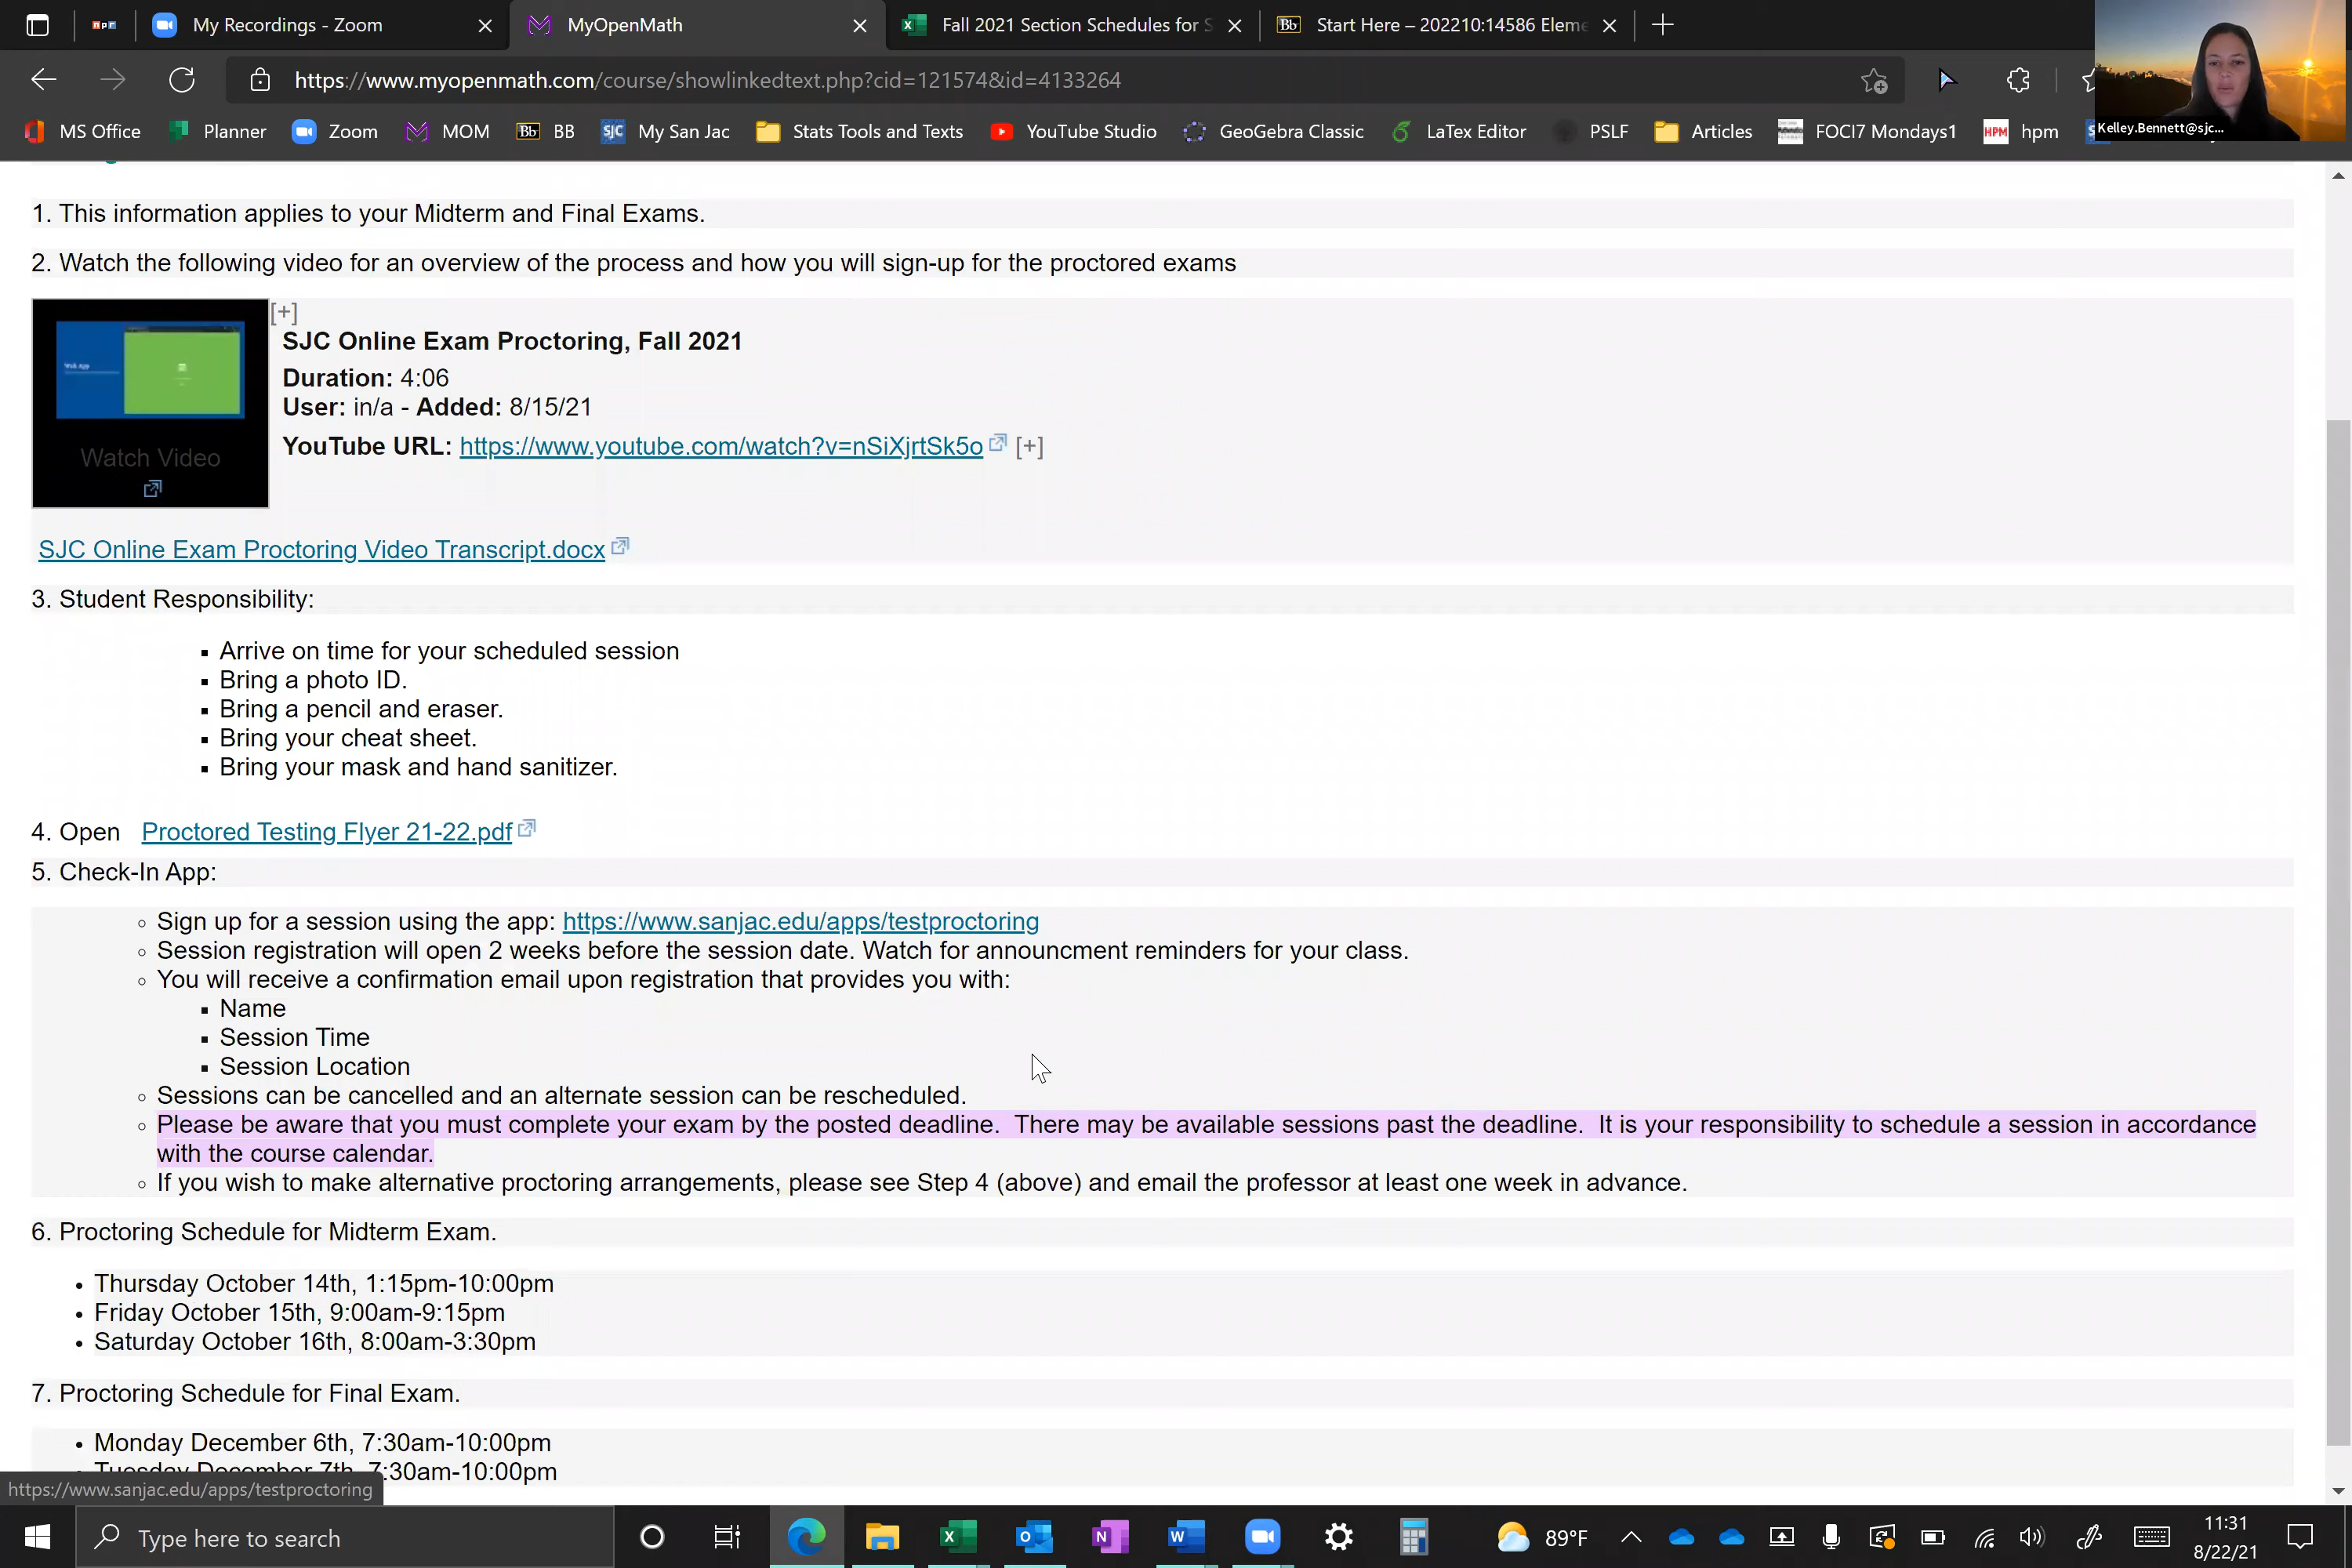 npr
My Recordings - Zoom
MyOpenMath
Fall 2021 Section Schedules for S
Bb
Start Here – 202210:14586 Eleme
https://www.myopenmath.com/course/showlinkedtext.php?cid=121574&id=4133264
MS Office
Planner
Zoom
MOM
Bb
BB
SJC
My San Jac
Stats Tools and Texts
YouTube Studio
GeoGebra Classic
LaTex Editor
PSLF
Articles
FOCI7 Mondays1
HPM
hpm
Kelley.Bennett@sjc...
1. This information applies to your Midterm and Final Exams.
2. Watch the following video for an overview of the process and how you will sign-up for the proctored exams
[+]
SJC Online Exam Proctoring, Fall 2021
Duration: 4:06
User: in/a - Added: 8/15/21
YouTube URL: https://www.youtube.com/watch?v=nSiXjrtSk5o [+]
Watch Video
SJC Online Exam Proctoring Video Transcript.docx
3. Student Responsibility:
Arrive on time for your scheduled session
Bring a photo ID.
Bring a pencil and eraser.
Bring your cheat sheet.
Bring your mask and hand sanitizer.
4. Open Proctored Testing Flyer 21-22.pdf
5. Check-In App:
Sign up for a session using the app: https://www.sanjac.edu/apps/testproctoring
Session registration will open 2 weeks before the session date. Watch for announcment reminders for your class.
You will receive a confirmation email upon registration that provides you with:
Name
Session Time
Session Location
Sessions can be cancelled and an alternate session can be rescheduled.
Please be aware that you must complete your exam by the posted deadline. There may be available sessions past the deadline. It is your responsibility to schedule a session in accordance
with the course calendar.
If you wish to make alternative proctoring arrangements, please see Step 4 (above) and email the professor at least one week in advance.
6. Proctoring Schedule for Midterm Exam.
Thursday October 14th, 1:15pm-10:00pm
Friday October 15th, 9:00am-9:15pm
Saturday October 16th, 8:00am-3:30pm
7. Proctoring Schedule for Final Exam.
Monday December 6th, 7:30am-10:00pm
Tuesday December 7th, 7:30am-10:00pm
https://www.sanjac.edu/apps/testproctoring
Type here to search
89°F
11:31
8/22/21